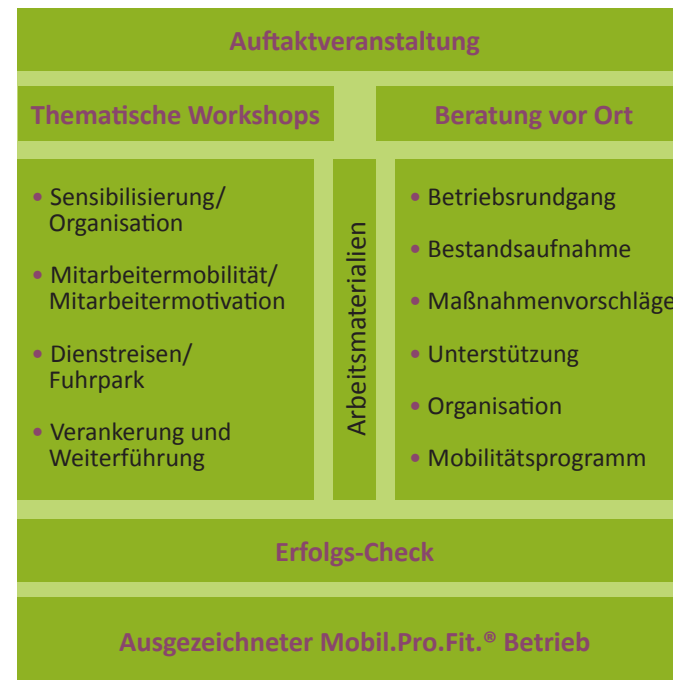 Auftaktveranstaltung
Thematische Workshops
• Sensibilisierung/
Organisation
• Mitarbeitermobilität/
Mitarbeitermotivation
• Dienstreisen/
Fuhrpark
• Verankerung und
Weiterführung
Arbeitsmaterialien
Beratung vor Ort
• Betriebsrundgang
• Bestandsaufnahme
• Maßnahmenvorschläge
• Unterstützung
• Organisation
• Mobilitätsprogramm
Erfolgs-Check
Ausgezeichneter Mobil.Pro.Fit.® Betrieb